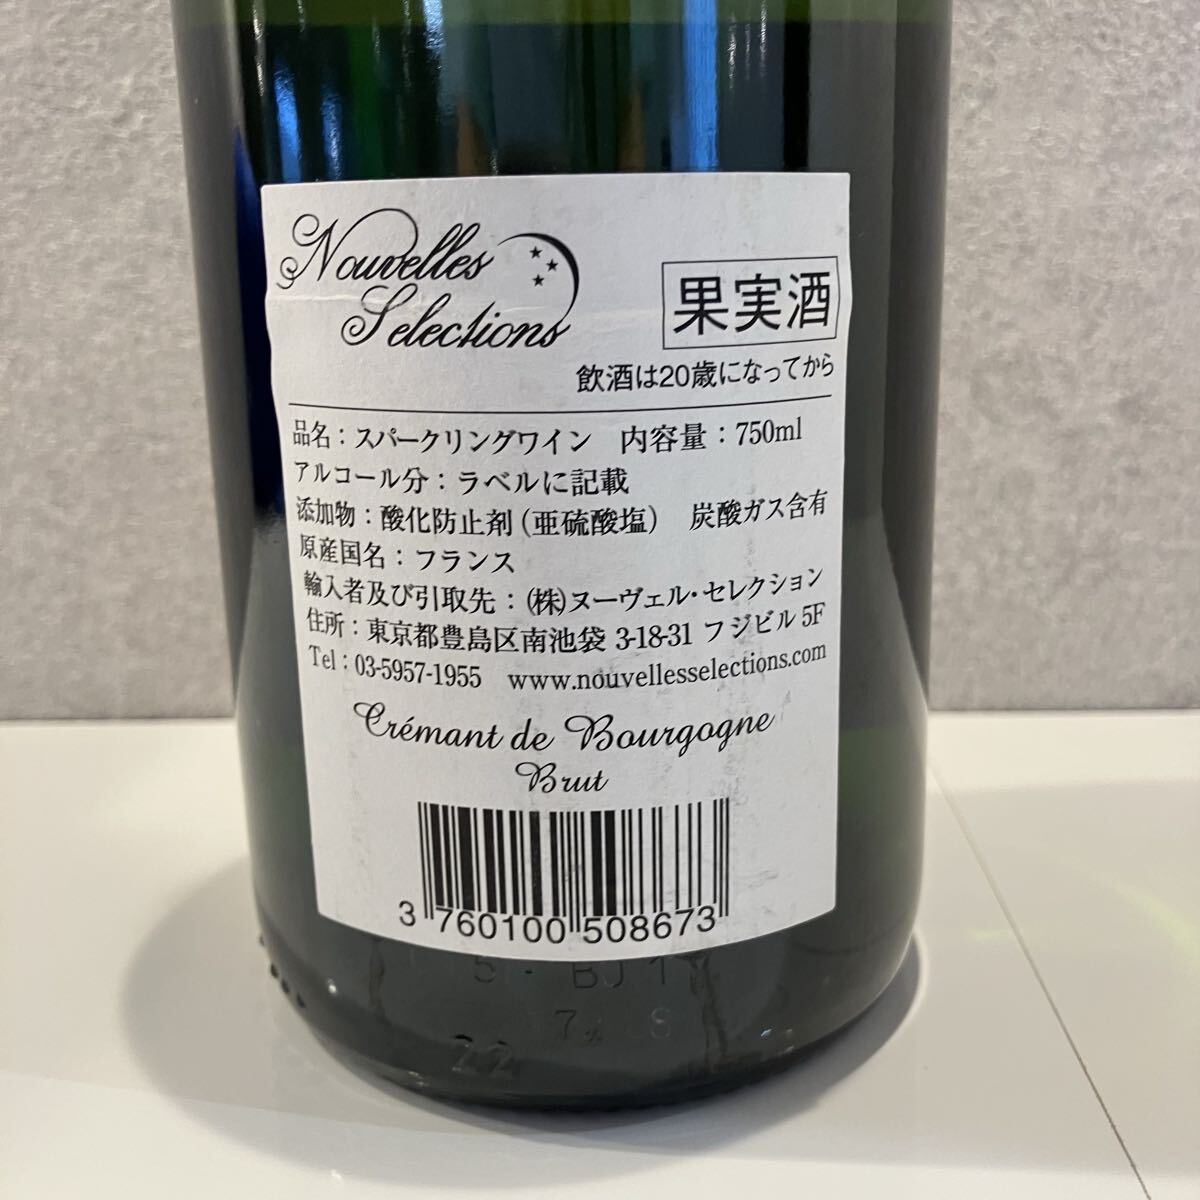 Nouvelles
Selections
果実酒
飲酒は20歳になってから
品名：スパークリングワイン　内容量：750ml
アルコール分：ラベルに記載
添加物：酸化防止剤（亜硫酸塩）　炭酸ガス含有
原産国名：フランス
輸入者及び引取先：（株）ヌーヴェル・セレクション
住所：東京都豊島区南池袋 3-18-31 フジビル 5F
Tel：03-5957-1955　www.nouvellesselections.com
Crémant de Bourgogne
Brut
3 760100 508673
22